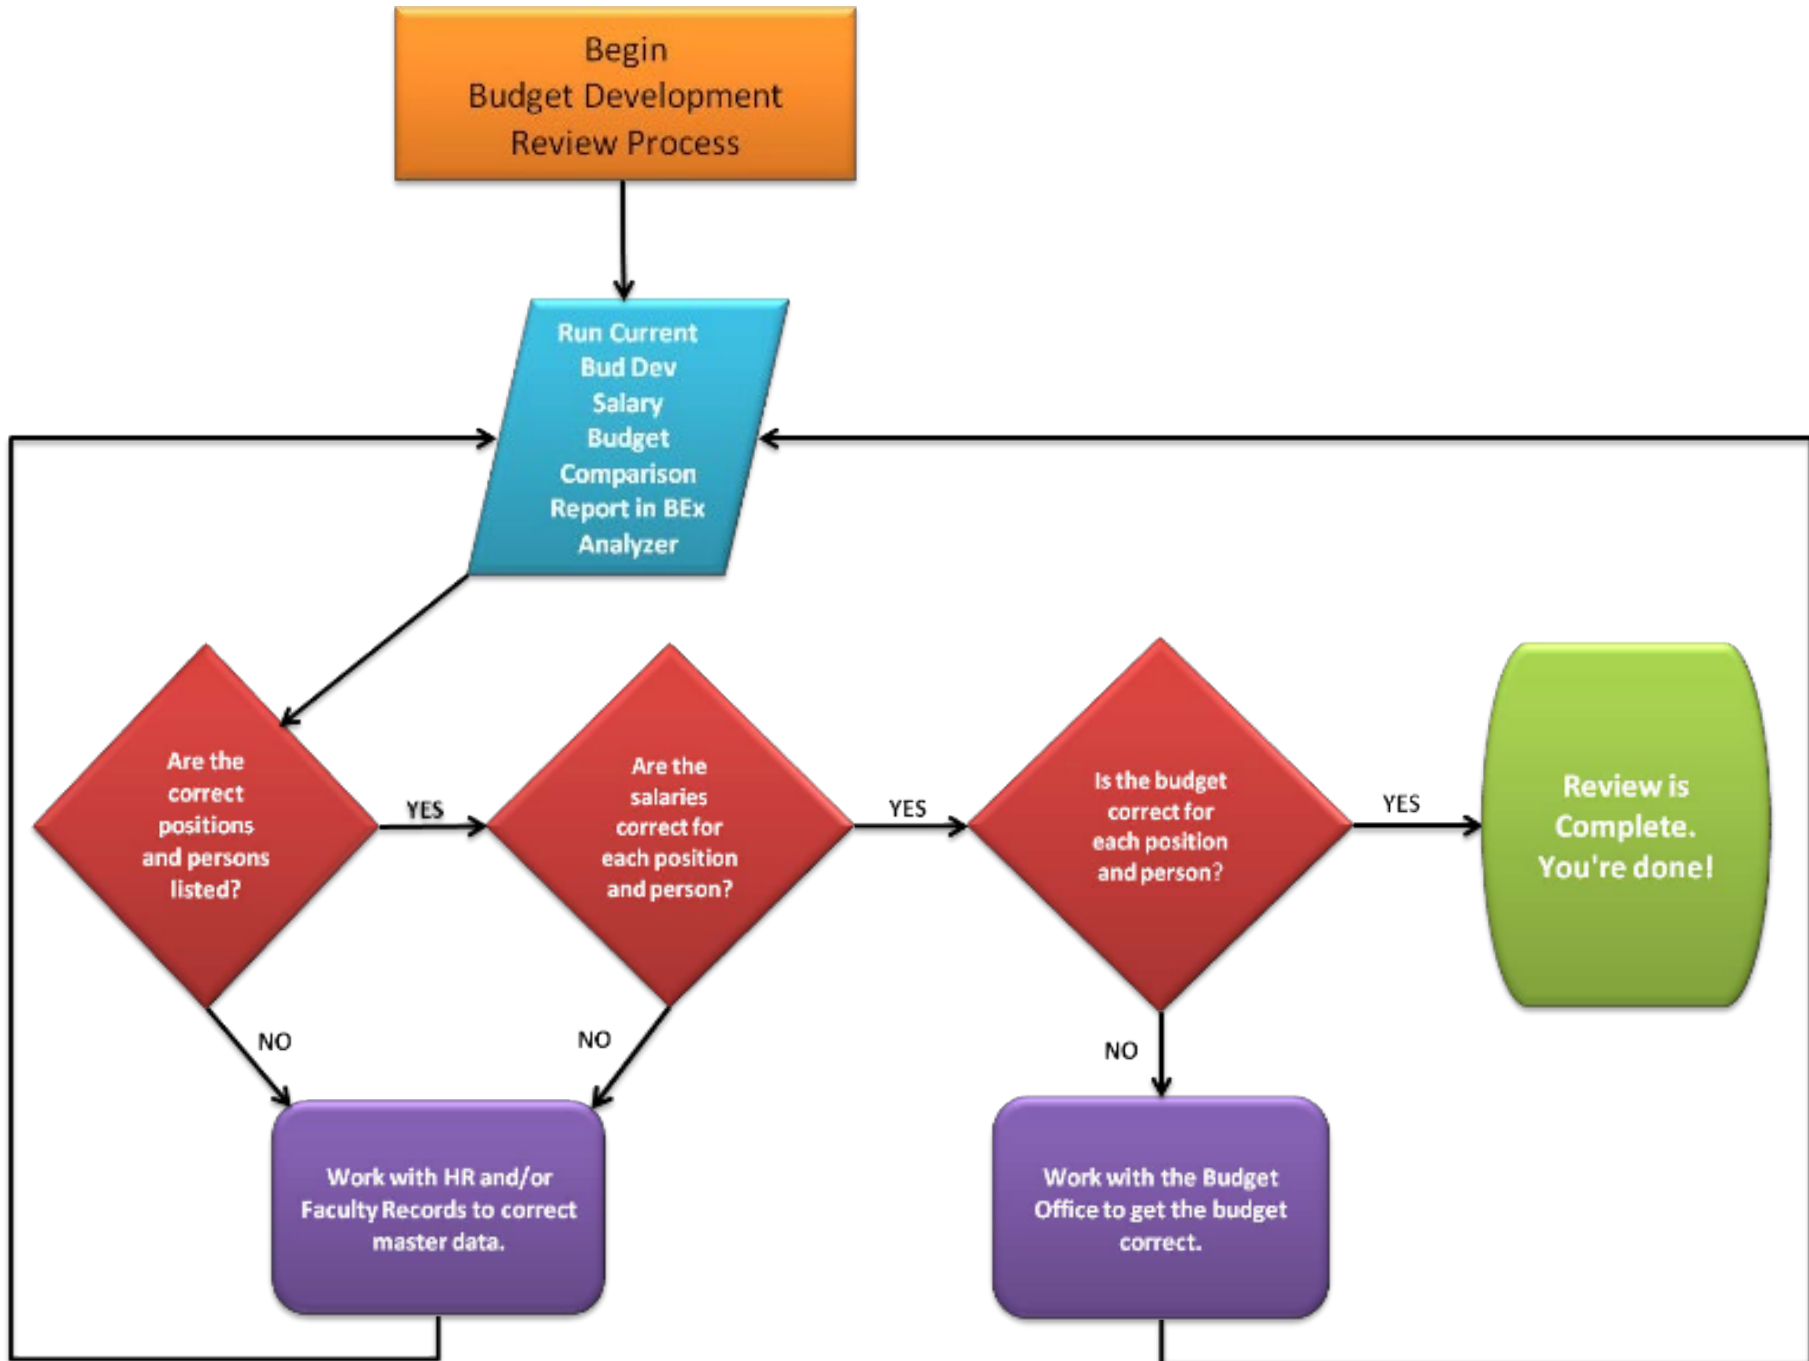 Begin
Budget Development
Review Process
Run Current
Bud Dev
Salary
Budget
Comparison
Report in BEx
Analyzer
Are the
correct
positions
and persons
listed?
YES
Are the
salaries
correct for
each position
and person?
YES
Is the budget
correct for
each position
and person?
YES
Review is
Complete.
You're done!
NO
NO
NO
Work with HR and/or
Faculty Records to correct
master data.
Work with the Budget
Office to get the budget
correct.